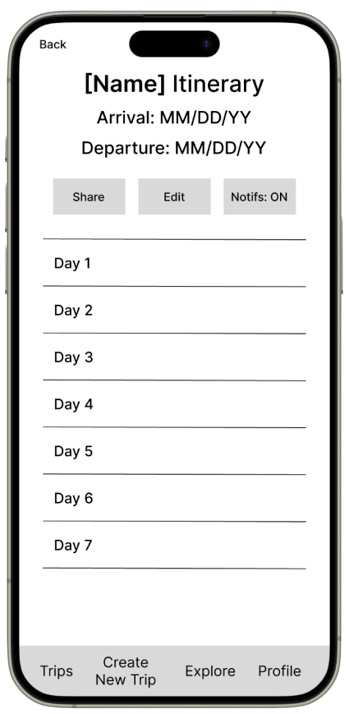 Back
[Name] Itinerary
Arrival: MM/DD/YY
Departure: MM/DD/YY
Share Edit Notifs: ON
Day 1
Day 2
Day 3
Day 4
Day 5
Day 6
Day 7
Trips Create New Trip Explore Profile